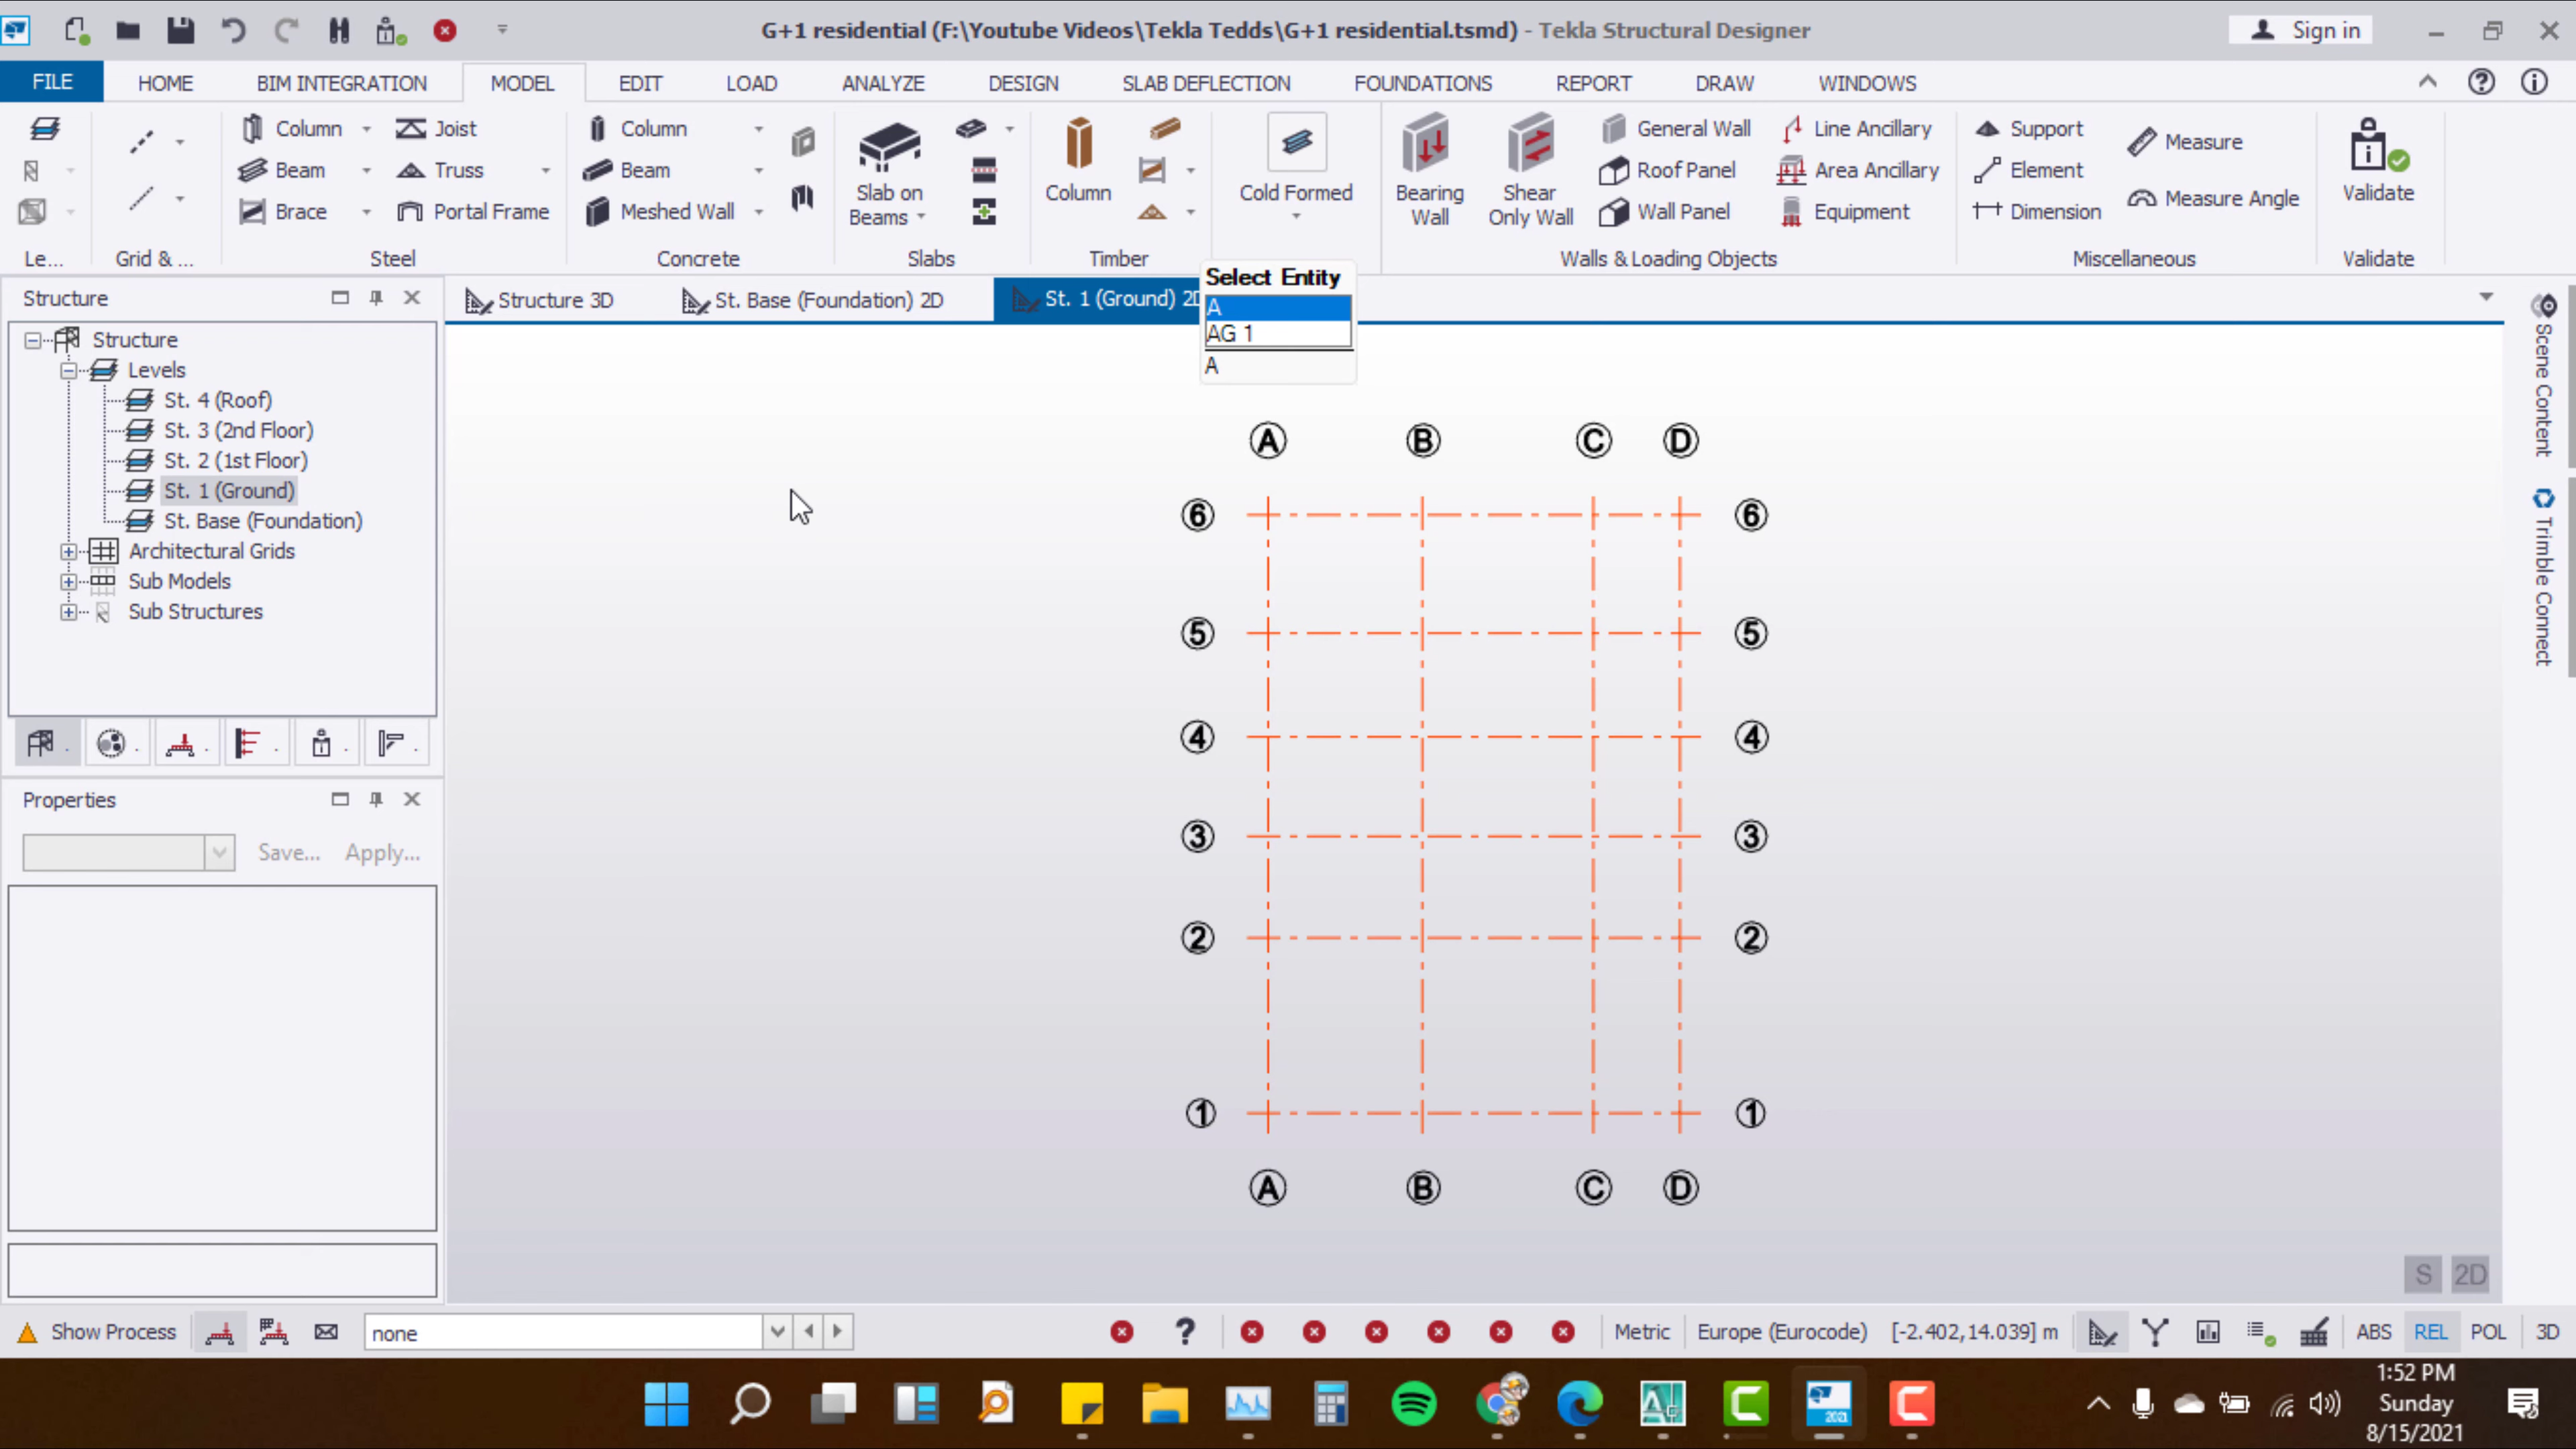 G+1 residential (F:\Youtube Videos\Tekla Tedds\G+1 residential.tsmd) - Tekla Structural Designer
Sign in
FILE HOME BIM INTEGRATION MODEL EDIT LOAD ANALYZE DESIGN SLAB DEFLECTION FOUNDATIONS REPORT DRAW WINDOWS
Column Joist Column General Wall Line Ancillary Support
Measure
Beam Truss Beam Roof Panel Area Ancillary Element
Slab on Beams Column Cold Formed Bearing Wall Shear Only Wall Validate
Measure Angle
Brace Portal Frame Meshed Wall Wall Panel Equipment Dimension
Le... Grid & ... Steel Concrete Slabs Timber Walls & Loading Objects Miscellaneous Validate
Structure
Structure 3D St. Base (Foundation) 2D St. 1 (Ground) 2D
Select Entity
A
AG 1
A
Structure
Levels
St. 4 (Roof)
St. 3 (2nd Floor)
St. 2 (1st Floor)
St. 1 (Ground)
St. Base (Foundation)
Architectural Grids
Sub Models
Sub Structures
Properties
Save... Apply...
A B C D
6 6
5 5
4 4
3 3
2 2
1 1
A B C D
Scene Content
Trimble Connect
S 2D
Show Process none Metric Europe (Eurocode) [-2.402,14.039] m ABS REL POL 3D
2021
1:52 PM
Sunday
8/15/2021